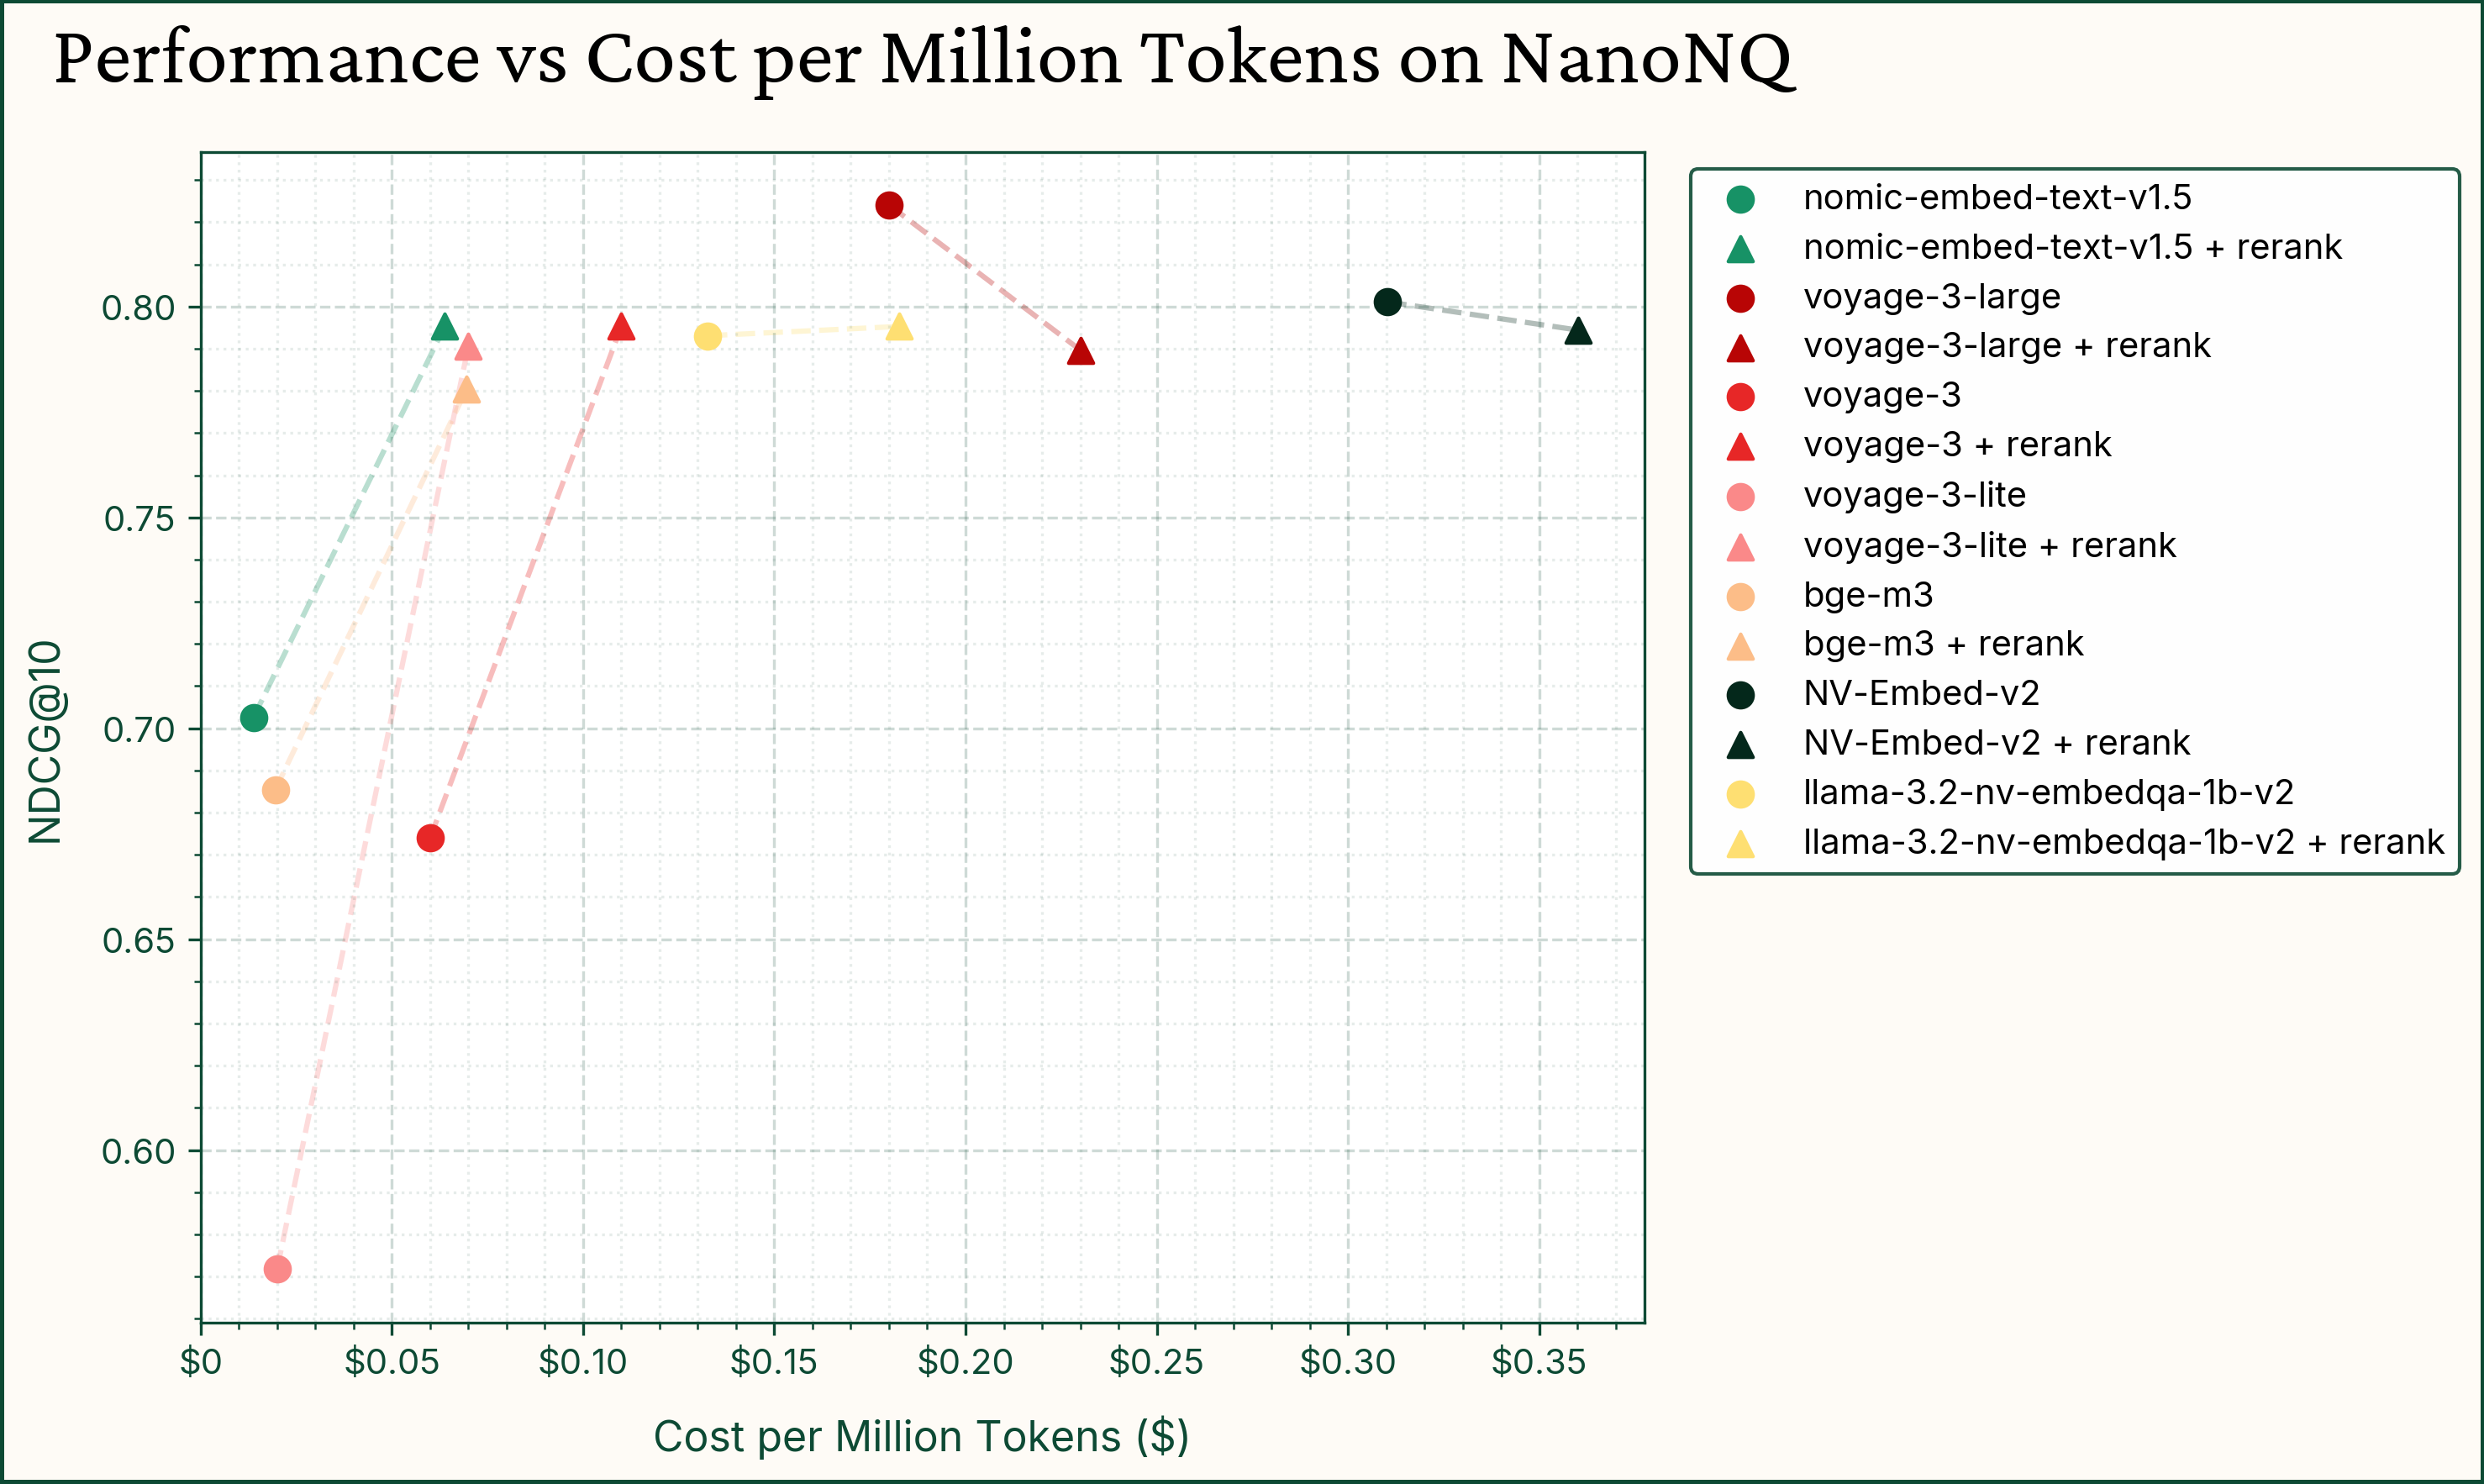 Performance vs Cost per Million Tokens on NanoNQ
nomic-embed-text-v1.5
nomic-embed-text-v1.5 + rerank
voyage-3-large
voyage-3-large + rerank
voyage-3
voyage-3 + rerank
voyage-3-lite
voyage-3-lite + rerank
bge-m3
bge-m3 + rerank
NV-Embed-v2
NV-Embed-v2 + rerank
llama-3.2-nv-embedqa-1b-v2
llama-3.2-nv-embedqa-1b-v2 + rerank
NDCG@10
0.80
0.75
0.70
0.65
0.60
$0 $0.05 $0.10 $0.15 $0.20 $0.25 $0.30 $0.35
Cost per Million Tokens ($)